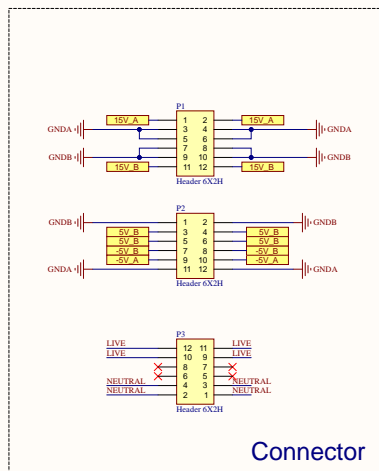 P1
15V_A 1 2 15V_A
GNDA 3 4 GNDA
5 6
7 8
GNDB 9 10 GNDB
15V_B 11 12 15V_B
Header 6X2H
P2
GNDB 1 2 GNDB
5V_B 3 4 5V_B
5V_B 5 6 5V_B
-5V_B 7 8 -5V_B
-5V_A 9 10 -5V_A
GNDA 11 12 GNDA
Header 6X2H
P3
LIVE 12 11 LIVE
LIVE 10 9 LIVE
8 7
6 5
NEUTRAL 4 3 NEUTRAL
NEUTRAL 2 1 NEUTRAL
Header 6X2H
Connector